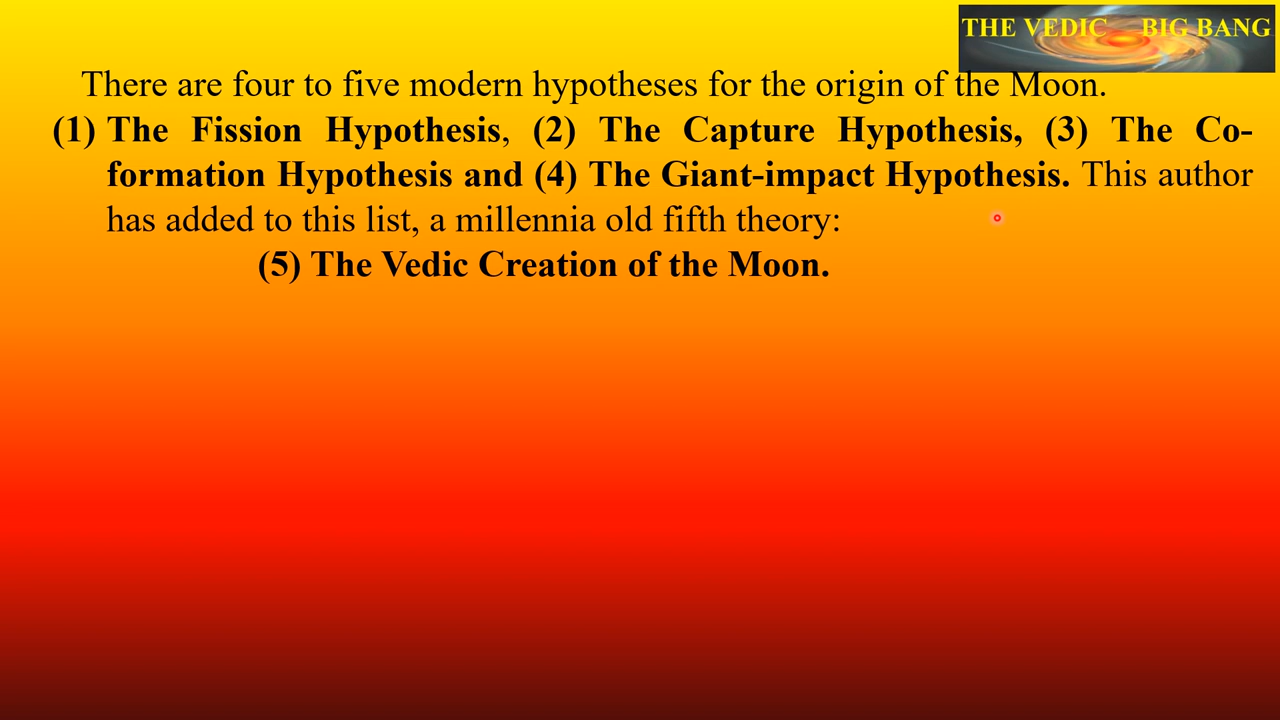 THE VEDIC BIG BANG
There are four to five modern hypotheses for the origin of the Moon.
(1) The Fission Hypothesis, (2) The Capture Hypothesis, (3) The Co-
formation Hypothesis and (4) The Giant-impact Hypothesis. This author
has added to this list, a millennia old fifth theory:
(5) The Vedic Creation of the Moon.